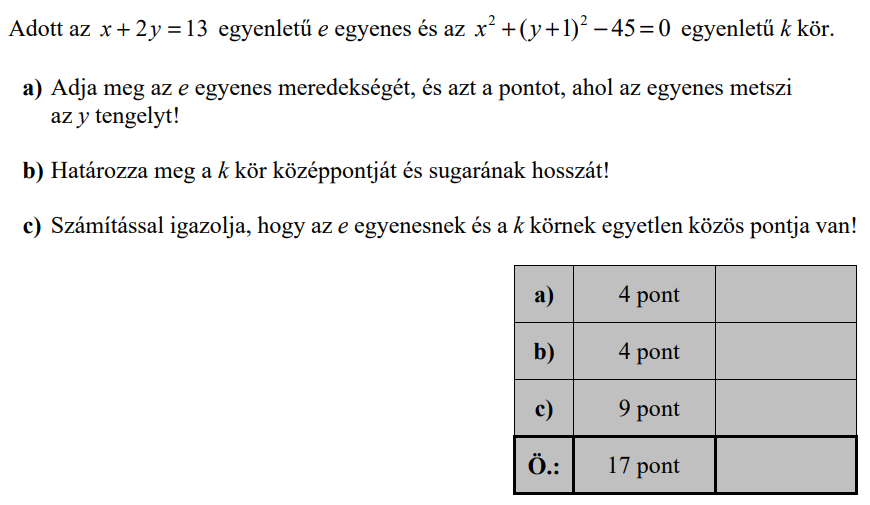 Adott az x + 2y = 13 egyenletű e egyenes és az x² + (y + 1)² − 45 = 0 egyenletű k kör.
a) Adja meg az e egyenes meredekségét, és azt a pontot, ahol az egyenes metszi
az y tengelyt!
b) Határozza meg a k kör középpontját és sugarának hosszát!
c) Számítással igazolja, hogy az e egyenesnek és a k körnek egyetlen közös pontja van!
a) 4 pont
b) 4 pont
c) 9 pont
Ö.: 17 pont